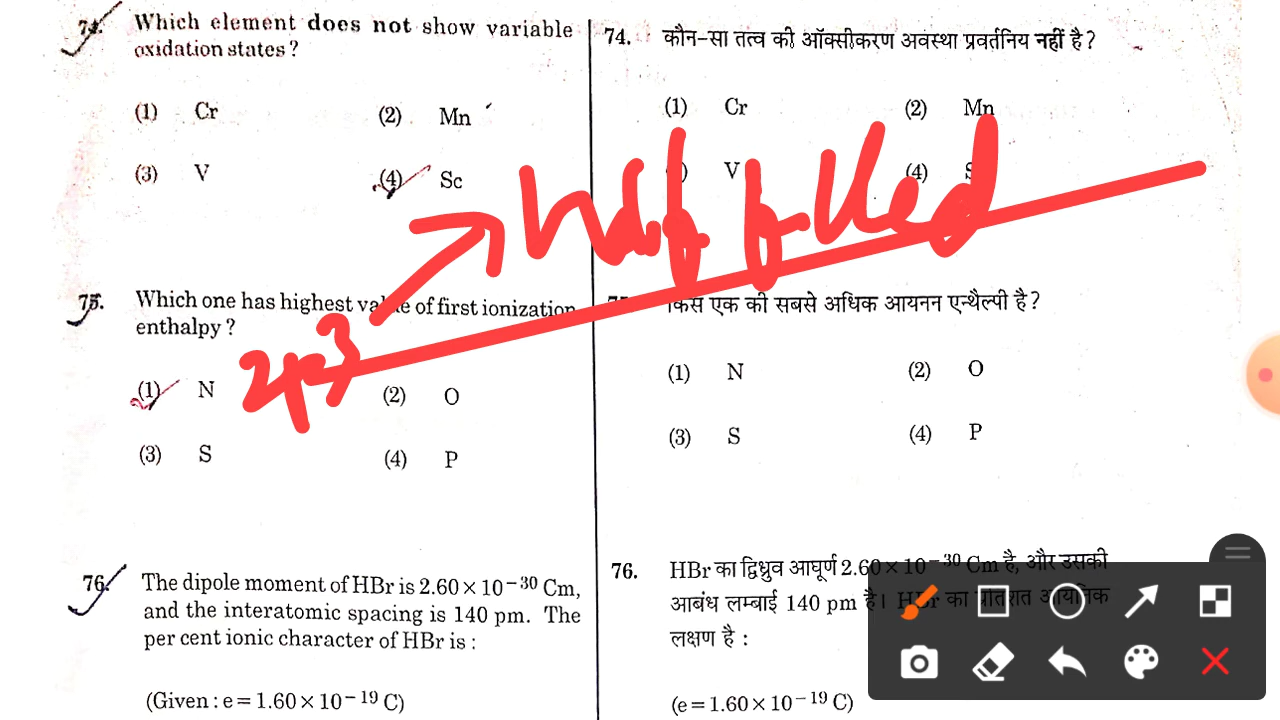 74. Which element does not show variable
oxidation states ?
(1) Cr (2) Mn
(3) V (4) Sc
75. Which one has highest value of first ionization
enthalpy ?
(1) N (2) O
(3) S (4) P
76. The dipole moment of HBr is 2.60 × 10⁻³⁰ Cm,
and the interatomic spacing is 140 pm. The
per cent ionic character of HBr is :
(Given : e = 1.60 × 10⁻¹⁹ C)
74. कौन-सा तत्व की ऑक्सीकरण अवस्था प्रवर्तनिय नहीं है ?
(1) Cr (2) Mn
V (4)
किस एक की सबसे अधिक आयनन एन्थैल्पी है ?
(1) N (2) O
(3) S (4) P
76. HBr का द्विध्रुव आघूर्ण 2.60 × 10⁻³⁰ Cm है, और उसकी
आबंध लम्बाई 140 pm है। HBr का प्रतिशत आयनिक
लक्षण है :
(e = 1.60 × 10⁻¹⁹ C)
Half filled
2p3